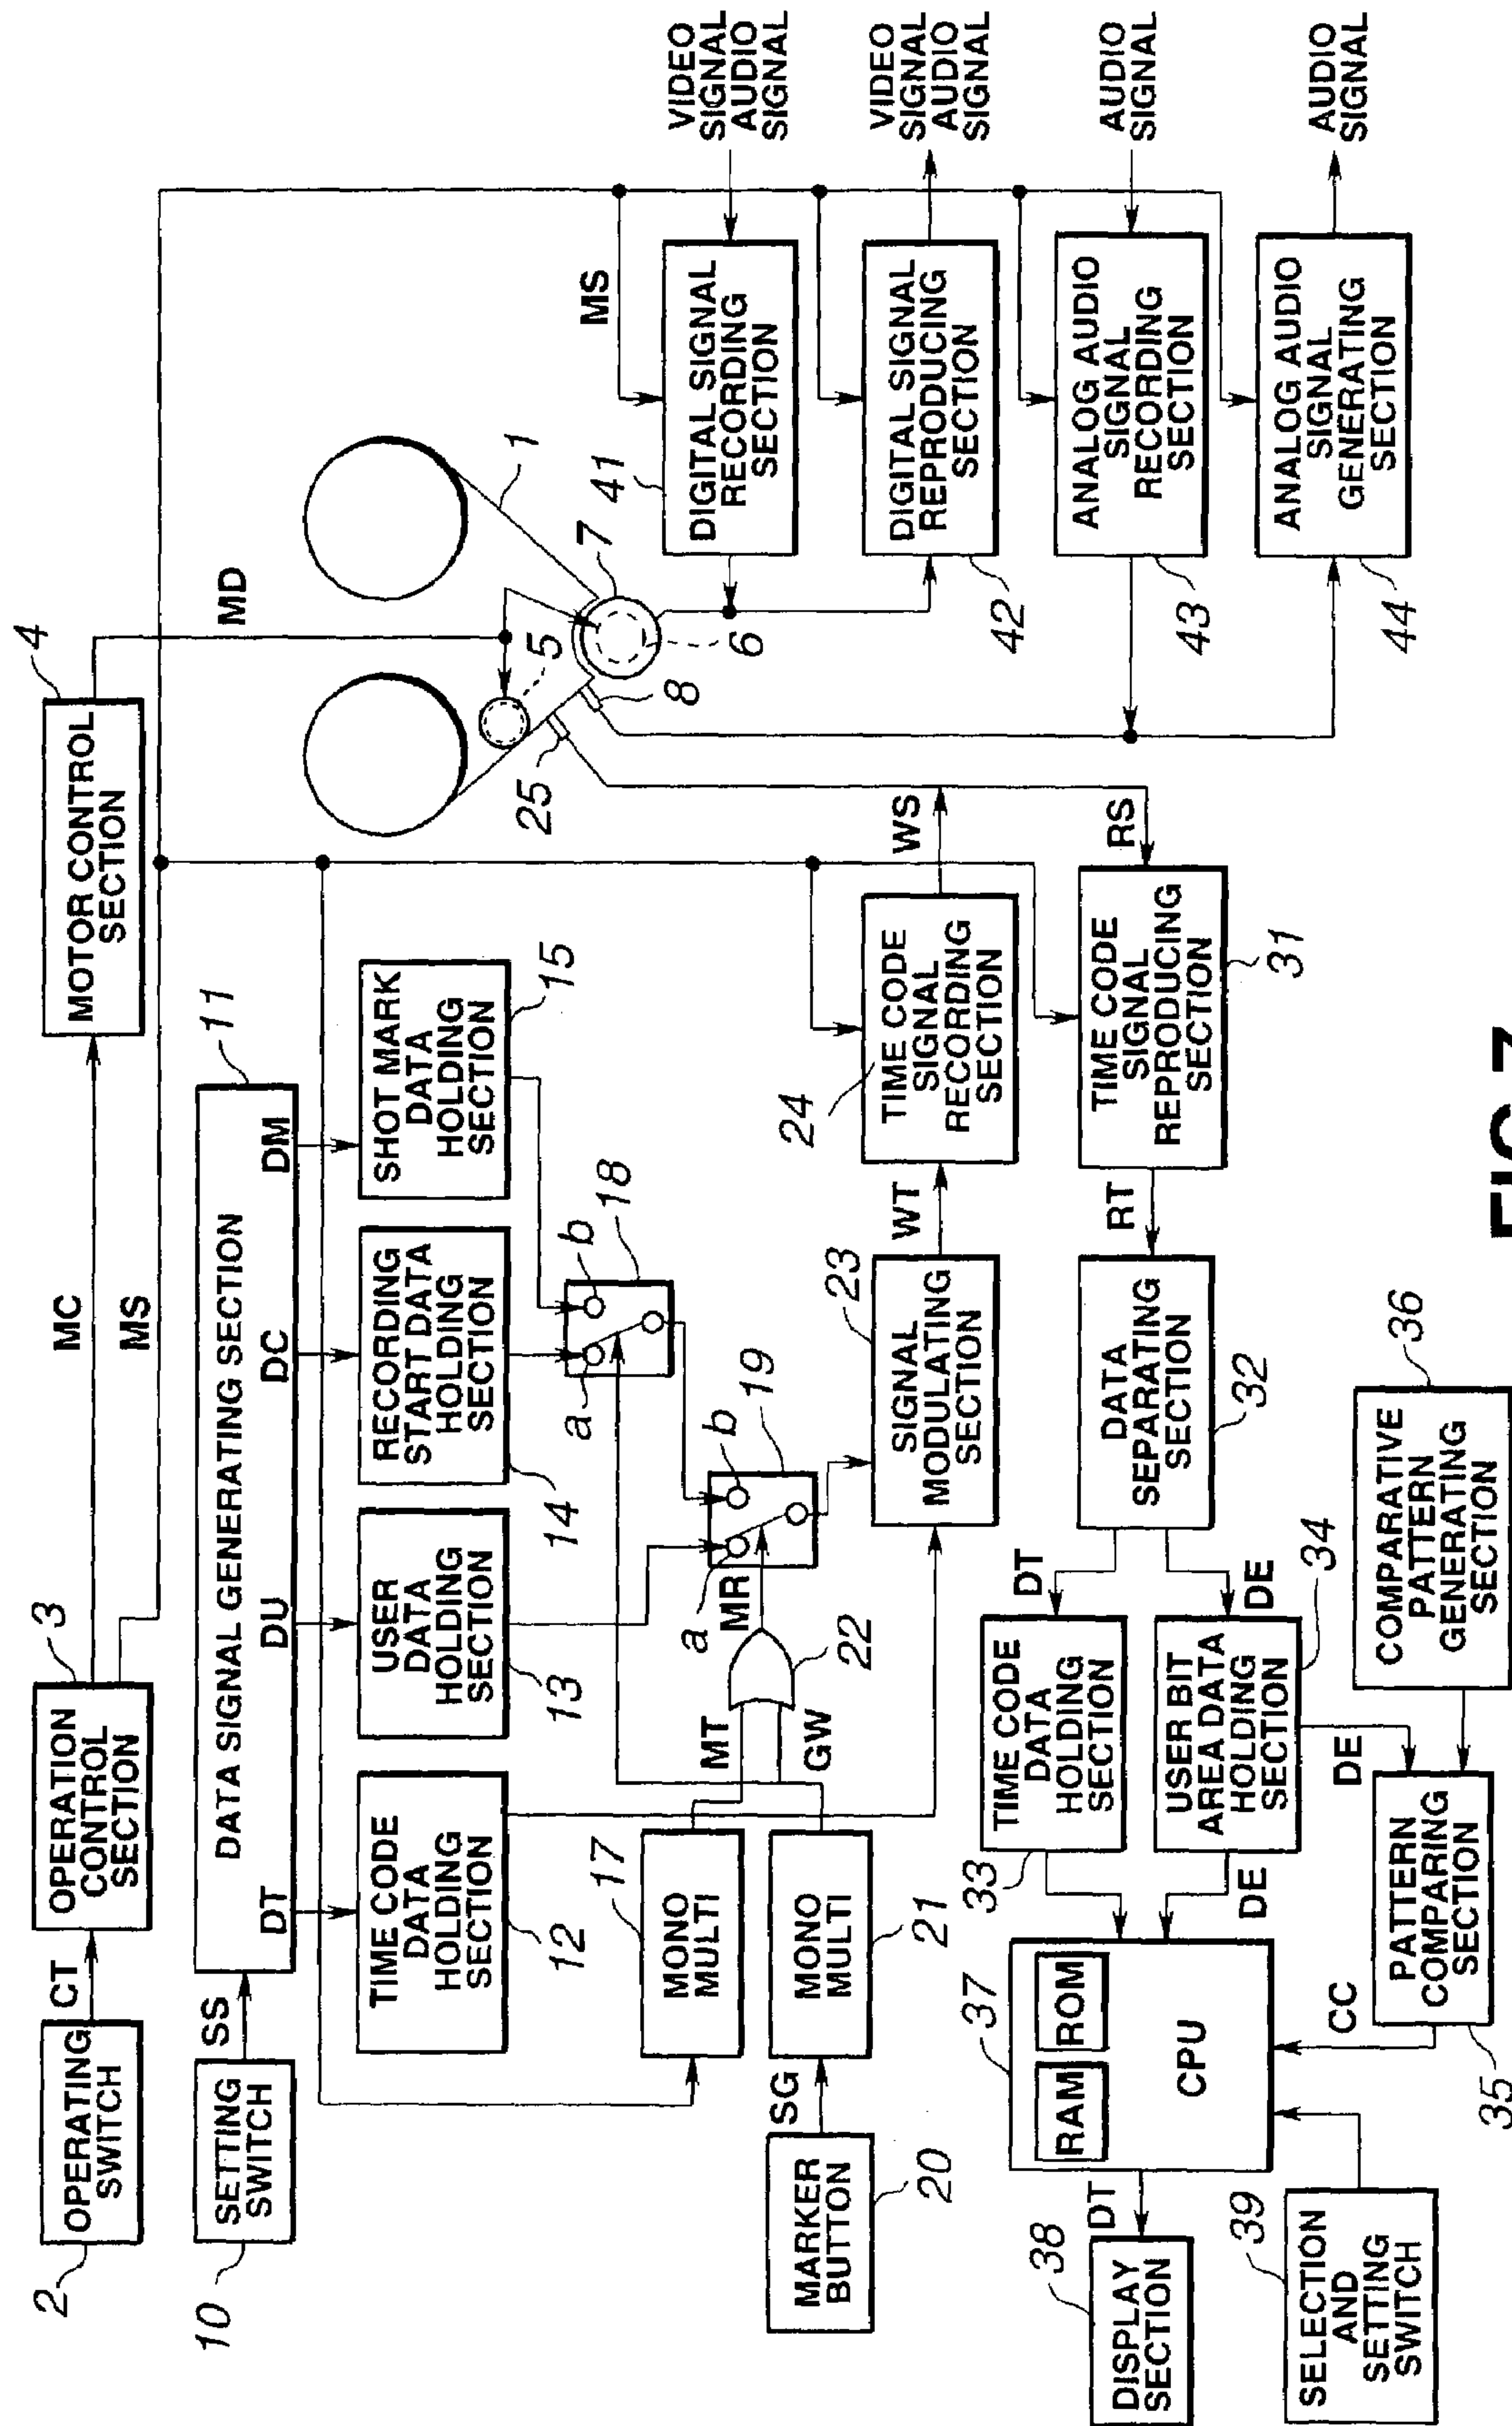 2
OPERATING
SWITCH
CT
3
OPERATION
CONTROL
SECTION
MC
MS
4
MOTOR CONTROL
SECTION
MD
10
SETTING
SWITCH
SS
11
DATA SIGNAL GENERATING SECTION
DT
DU
DC
DM
TIME CODE
DATA
HOLDING
SECTION
12
USER
DATA
HOLDING
SECTION
13
RECORDING
START DATA
HOLDING
SECTION
14
SHOT MARK
DATA
HOLDING
SECTION
15
1
5
6
7
8
25
a
b
18
a
b
19
MR
MT
GW
22
17
MONO
MULTI
MARKER
BUTTON
20
SG
MONO
MULTI
21
23
SIGNAL
MODULATING
SECTION
WT
24
TIME CODE
SIGNAL
RECORDING
SECTION
WS
RS
TIME CODE
SIGNAL
REPRODUCING
SECTION
31
RT
DATA
SEPARATING
SECTION
32
DT
DE
TIME CODE
DATA
HOLDING
SECTION
33
USER BIT
AREA DATA
HOLDING
SECTION
34
DE
DE
COMPARATIVE
PATTERN
GENERATING
SECTION
36
PATTERN
COMPARING
SECTION
35
CC
37
RAM
ROM
CPU
DT
38
DISPLAY
SECTION
39
SELECTION
AND
SETTING
SWITCH
MS
41
DIGITAL SIGNAL
RECORDING
SECTION
VIDEO
SIGNAL
AUDIO
SIGNAL
42
DIGITAL SIGNAL
REPRODUCING
SECTION
VIDEO
SIGNAL
AUDIO
SIGNAL
43
ANALOG AUDIO
SIGNAL
RECORDING
SECTION
AUDIO
SIGNAL
44
ANALOG AUDIO
SIGNAL
GENERATING
SECTION
AUDIO
SIGNAL